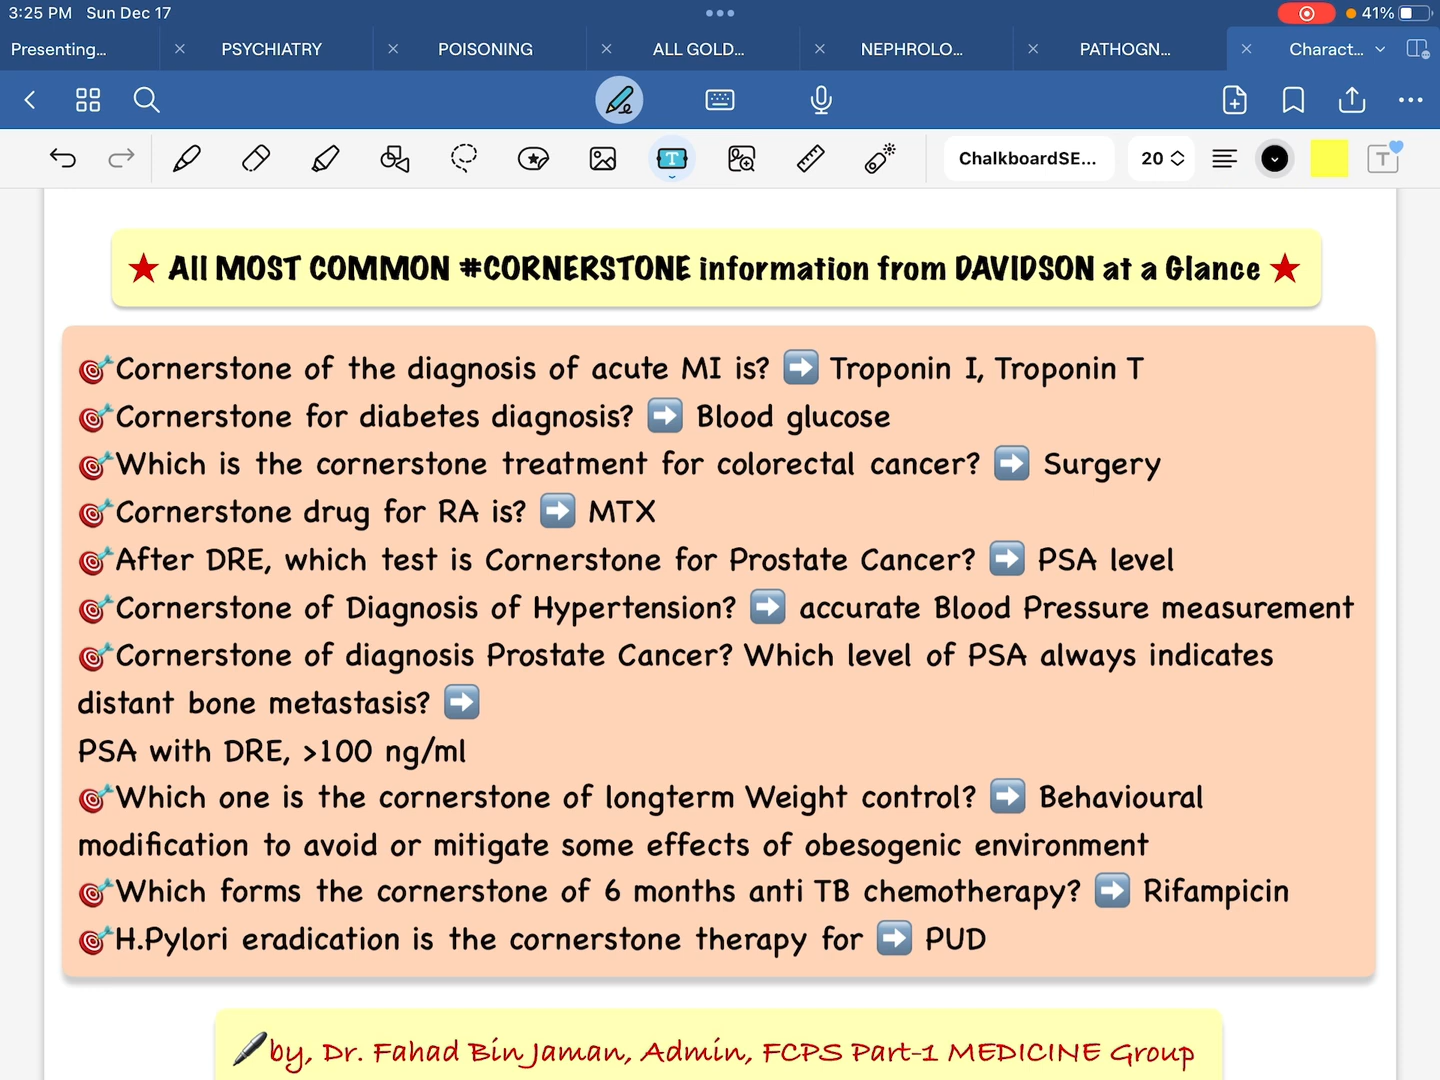 3:25 PM Sun Dec 17
41%
Presenting... PSYCHIATRY POISONING ALL GOLD... NEPHROLO... PATHOGN... Charact...
ChalkboardSE... 20
★ All MOST COMMON #CORNERSTONE information from DAVIDSON at a Glance ★
🎯Cornerstone of the diagnosis of acute MI is? ➡️ Troponin I, Troponin T
🎯Cornerstone for diabetes diagnosis? ➡️ Blood glucose
🎯Which is the cornerstone treatment for colorectal cancer? ➡️ Surgery
🎯Cornerstone drug for RA is? ➡️ MTX
🎯After DRE, which test is Cornerstone for Prostate Cancer? ➡️ PSA level
🎯Cornerstone of Diagnosis of Hypertension? ➡️ accurate Blood Pressure measurement
🎯Cornerstone of diagnosis Prostate Cancer? Which level of PSA always indicates
distant bone metastasis? ➡️
PSA with DRE, >100 ng/ml
🎯Which one is the cornerstone of longterm Weight control? ➡️ Behavioural
modification to avoid or mitigate some effects of obesogenic environment
🎯Which forms the cornerstone of 6 months anti TB chemotherapy? ➡️ Rifampicin
🎯H.Pylori eradication is the cornerstone therapy for ➡️ PUD
🖋️by, Dr. Fahad Bin Jaman, Admin, FCPS Part-1 MEDICINE Group